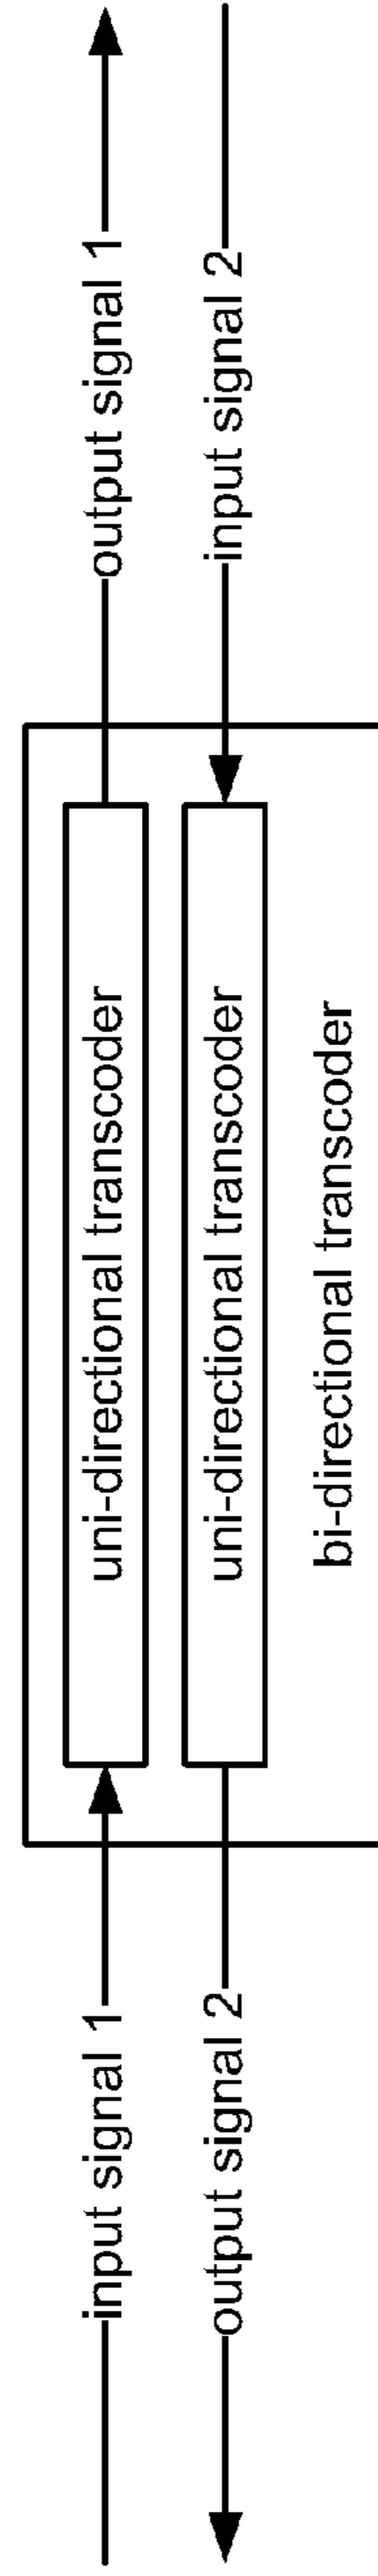 input signal 1
uni-directional transcoder
output signal 1
output signal 2
uni-directional transcoder
input signal 2
bi-directional transcoder